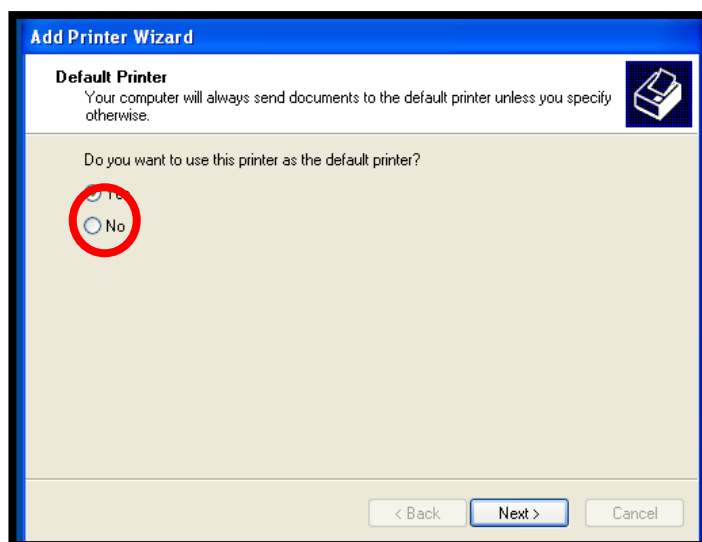 Add Printer Wizard
Default Printer
Your computer will always send documents to the default printer unless you specify
otherwise.
Do you want to use this printer as the default printer?
Yes
No
< Back
Next >
Cancel